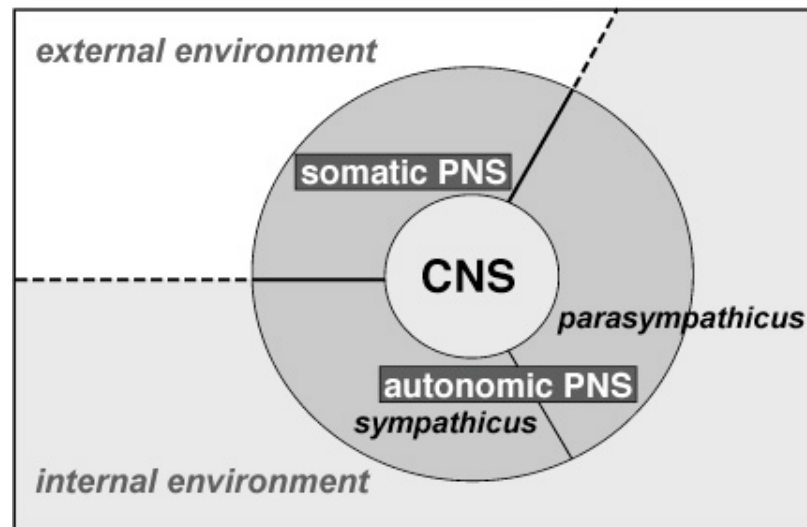 external environment
somatic PNS
CNS
parasympathicus
autonomic PNS
sympathicus
internal environment